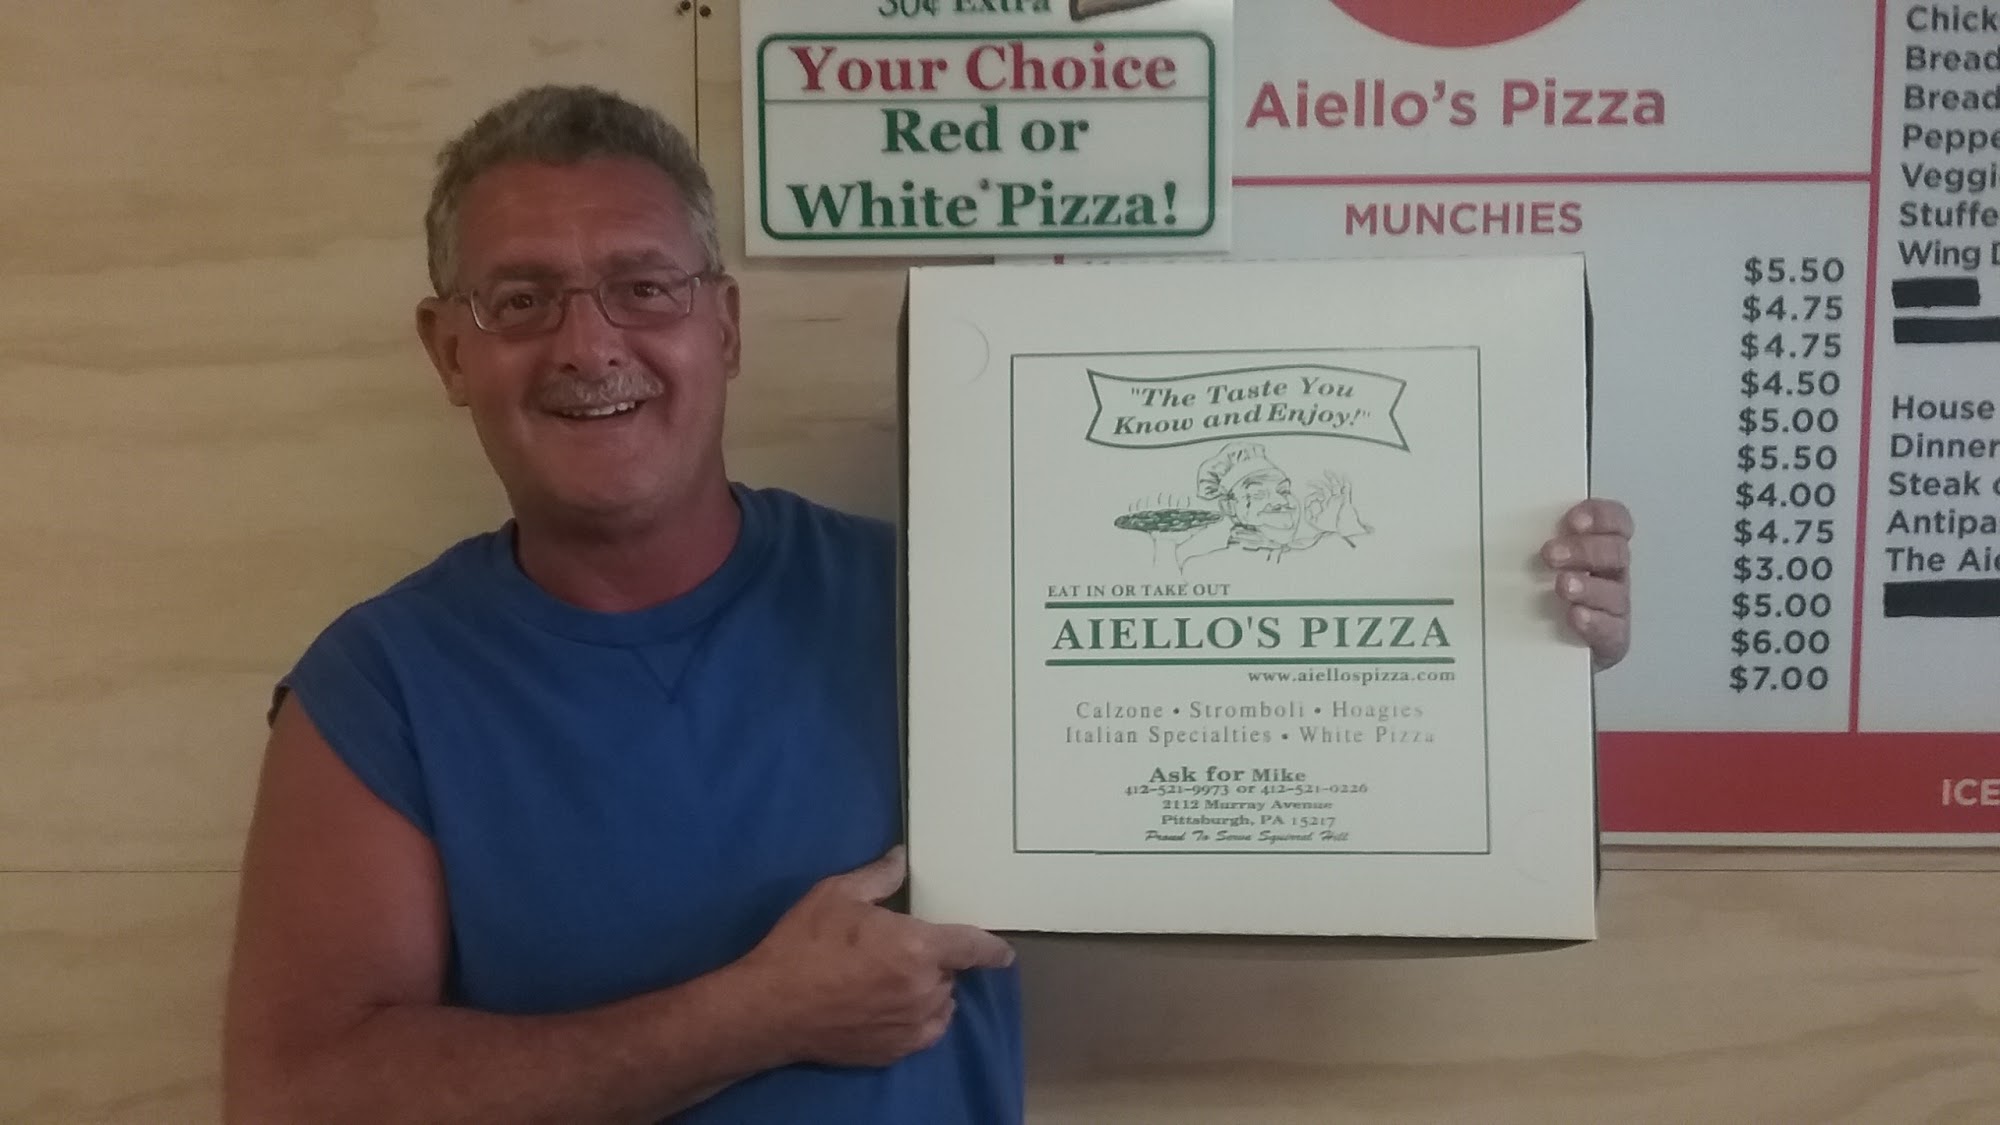 30¢ Extra
Your Choice
Red or
White Pizza!
Aiello's Pizza
MUNCHIES
$5.50
$4.75
$4.75
$4.50
$5.00
$5.50
$4.00
$4.75
$3.00
$5.00
$6.00
$7.00
Chick
Bread
Bread
Peppe
Veggi
Stuffe
Wing D
House
Dinner
Steak
Antipa
The Aie
ICE
"The Taste You
Know and Enjoy!"
EAT IN OR TAKE OUT
AIELLO'S PIZZA
www.aiellospizza.com
Calzone • Stromboli • Hoagies
Italian Specialties • White Pizza
Ask for Mike
412-521-9973 or 412-521-0226
2112 Murray Avenue
Pittsburgh, PA 15217
Proud To Serve Squirrel Hill